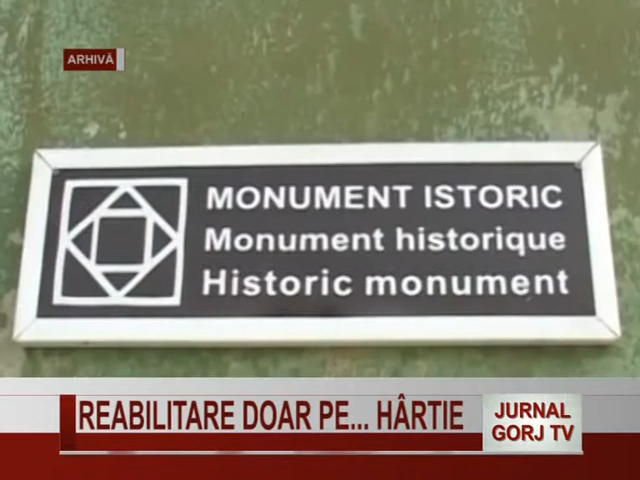 ARHIVĂ
MONUMENT ISTORIC
Monument historique
Historic monument
REABILITARE DOAR PE... HÂRTIE
JURNAL
GORJ TV